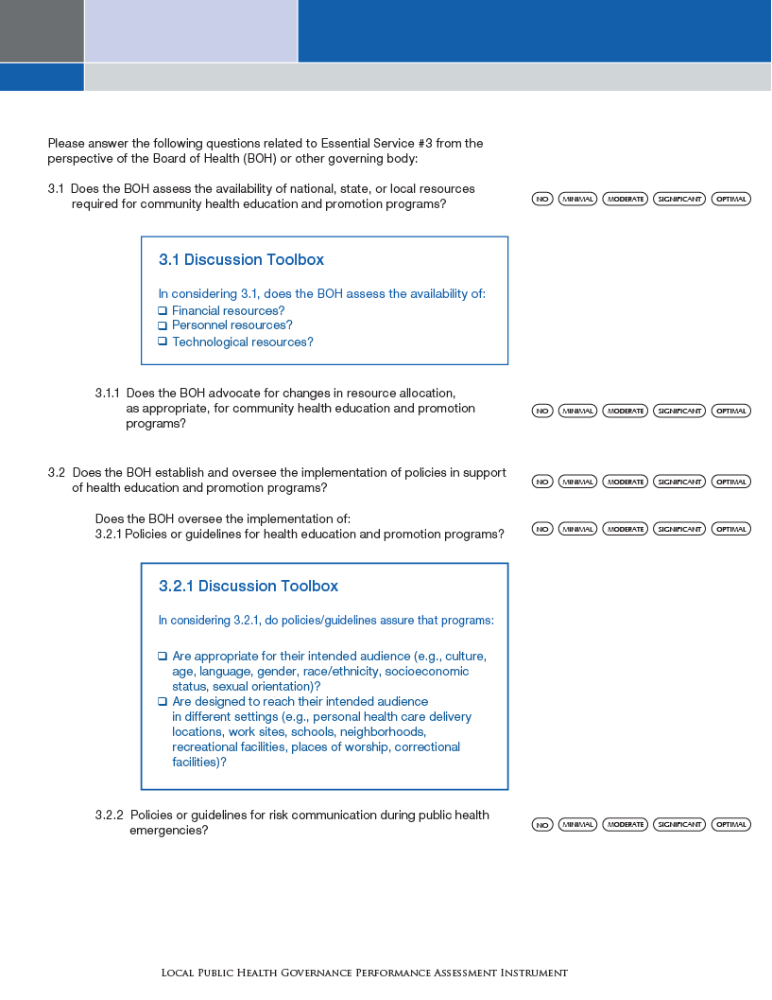 Please answer the following questions related to Essential Service #3 from the
perspective of the Board of Health (BOH) or other governing body:
3.1 Does the BOH assess the availability of national, state, or local resources
required for community health education and promotion programs?
NO MINIMAL MODERATE SIGNIFICANT OPTIMAL
3.1 Discussion Toolbox
In considering 3.1, does the BOH assess the availability of:
❑ Financial resources?
❑ Personnel resources?
❑ Technological resources?
3.1.1 Does the BOH advocate for changes in resource allocation,
as appropriate, for community health education and promotion
programs?
NO MINIMAL MODERATE SIGNIFICANT OPTIMAL
3.2 Does the BOH establish and oversee the implementation of policies in support
of health education and promotion programs?
NO MINIMAL MODERATE SIGNIFICANT OPTIMAL
Does the BOH oversee the implementation of:
3.2.1 Policies or guidelines for health education and promotion programs?
NO MINIMAL MODERATE SIGNIFICANT OPTIMAL
3.2.1 Discussion Toolbox
In considering 3.2.1, do policies/guidelines assure that programs:
❑ Are appropriate for their intended audience (e.g., culture,
age, language, gender, race/ethnicity, socioeconomic
status, sexual orientation)?
❑ Are designed to reach their intended audience
in different settings (e.g., personal health care delivery
locations, work sites, schools, neighborhoods,
recreational facilities, places of worship, correctional
facilities)?
3.2.2 Policies or guidelines for risk communication during public health
emergencies?
NO MINIMAL MODERATE SIGNIFICANT OPTIMAL
Local Public Health Governance Performance Assessment Instrument